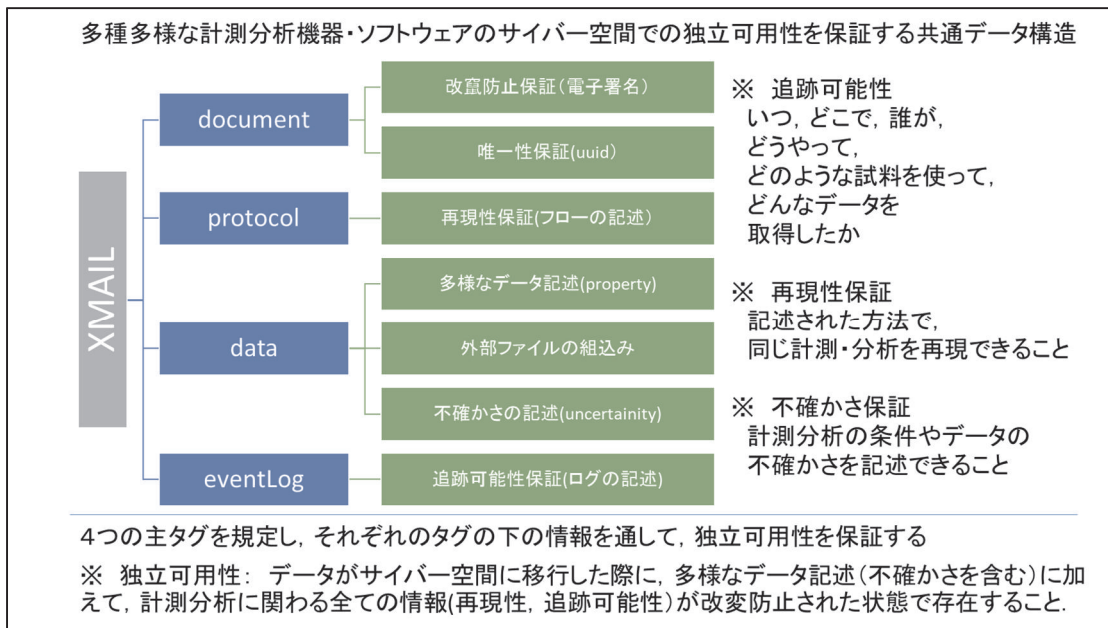 多種多様な計測分析機器・ソフトウェアのサイバー空間での独立可用性を保証する共通データ構造
XMAIL
document
改竄防止保証(電子署名)
唯一性保証(uuid)
protocol
再現性保証(フローの記述)
data
多様なデータ記述(property)
外部ファイルの組込み
不確かさの記述(uncertainity)
eventLog
追跡可能性保証(ログの記述)
※ 追跡可能性
いつ, どこで, 誰が,
どうやって,
どのような試料を使って,
どんなデータを
取得したか
※ 再現性保証
記述された方法で,
同じ計測・分析を再現できること
※ 不確かさ保証
計測分析の条件やデータの
不確かさを記述できること
4つの主タグを規定し, それぞれのタグの下の情報を通して, 独立可用性を保証する
※ 独立可用性: データがサイバー空間に移行した際に, 多様なデータ記述(不確かさを含む)に加
えて, 計測分析に関わる全ての情報(再現性, 追跡可能性)が改変防止された状態で存在すること.